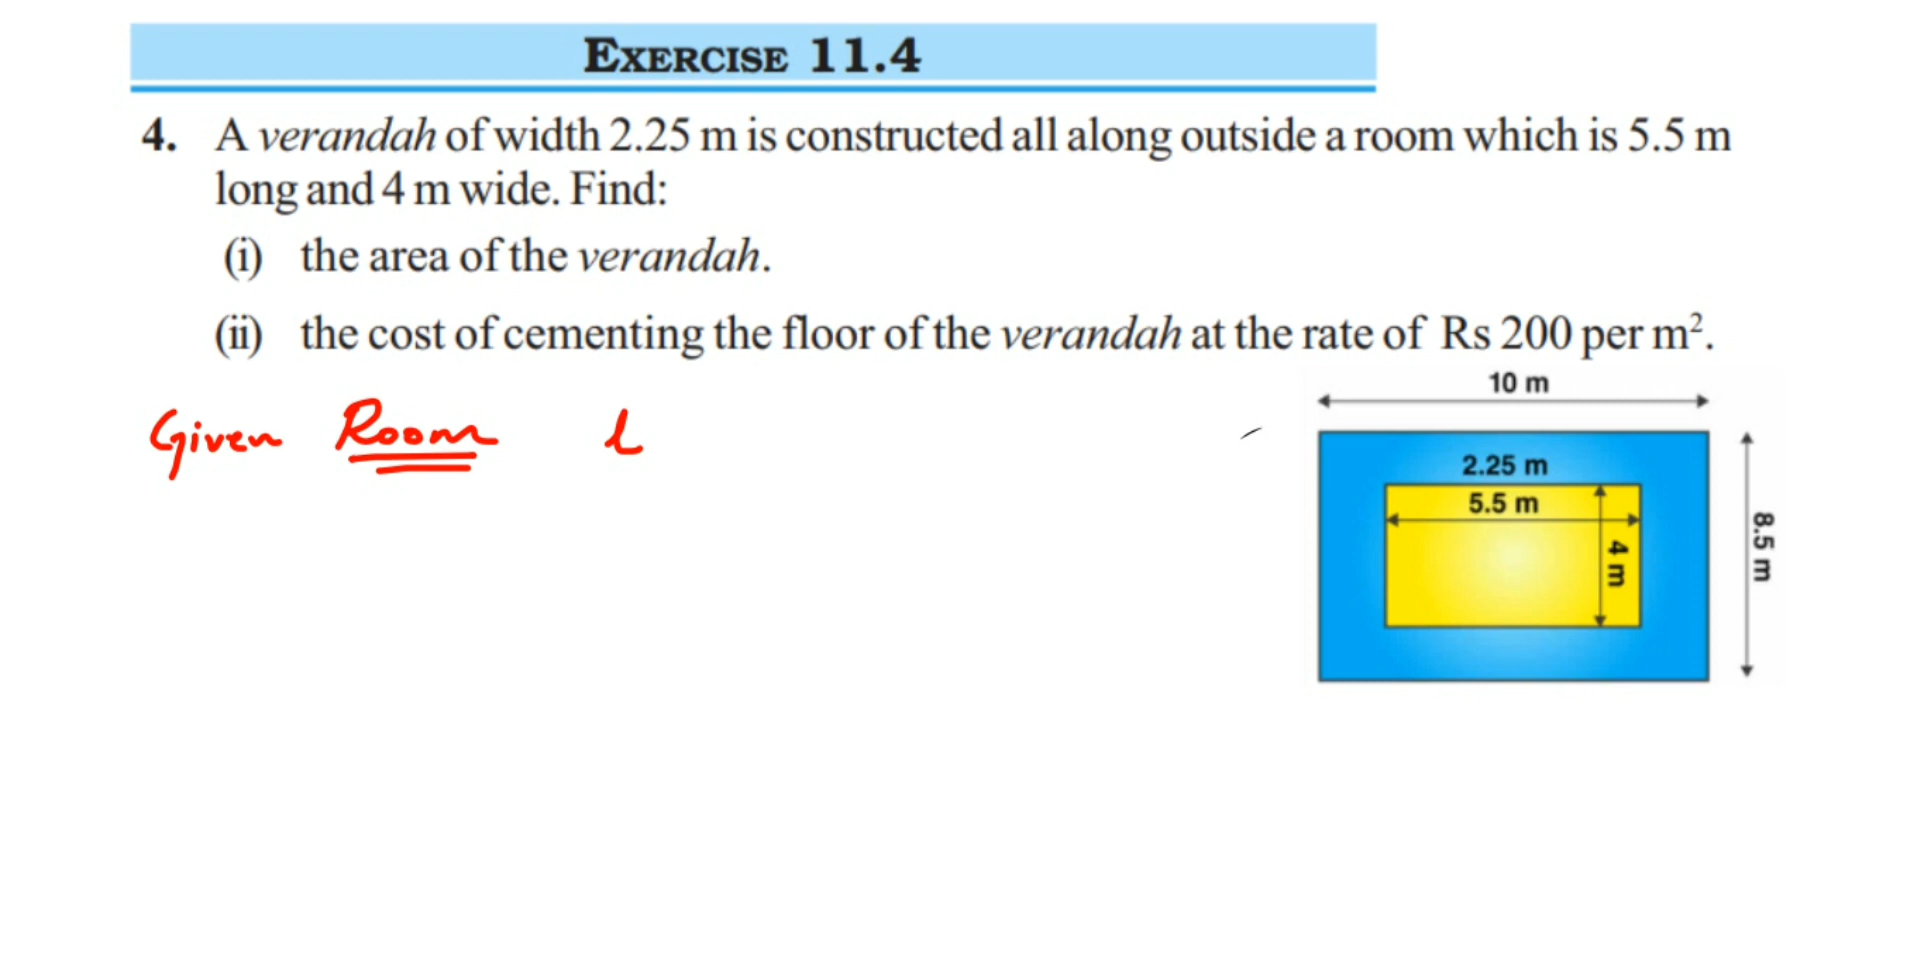 EXERCISE 11.4
4. A verandah of width 2.25 m is constructed all along outside a room which is 5.5 m
long and 4 m wide. Find:
(i) the area of the verandah.
(ii) the cost of cementing the floor of the verandah at the rate of Rs 200 per m².
10 m
Given Room l
2.25 m
5.5 m
4 m
8.5 m